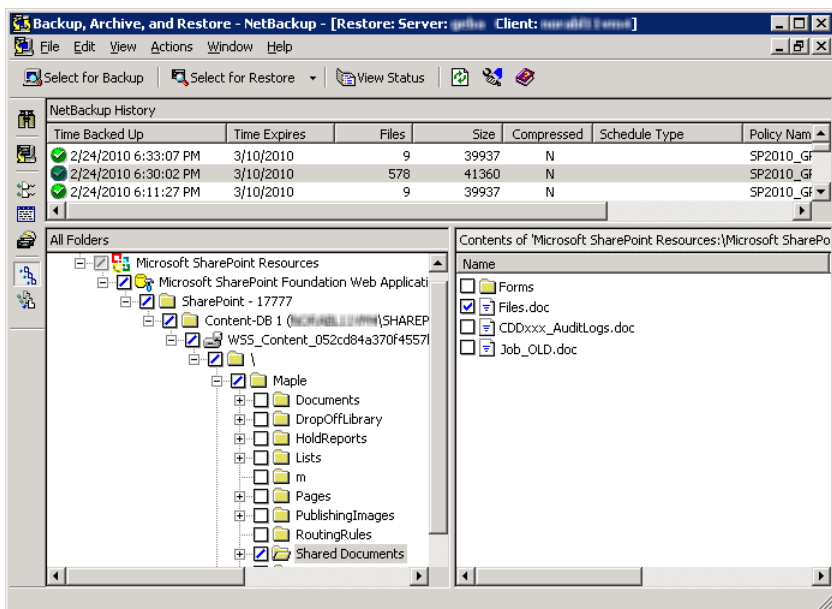 Backup, Archive, and Restore - NetBackup - [Restore: Server: Client: ]
File Edit View Actions Window Help
Select for Backup Select for Restore View Status
NetBackup History
Time Backed Up Time Expires Files Size Compressed Schedule Type Policy Nam
2/24/2010 6:33:07 PM 3/10/2010 9 39937 N SP2010_GF
2/24/2010 6:30:02 PM 3/10/2010 578 41360 N SP2010_GF
2/24/2010 6:11:27 PM 3/10/2010 9 39937 N SP2010_GF
All Folders
Microsoft SharePoint Resources
Microsoft SharePoint Foundation Web Applicati
SharePoint - 17777
Content-DB 1 ( \SHAREP
WSS_Content_052cd84a370f4557
\
Maple
Documents
DropOffLibrary
HoldReports
Lists
m
Pages
PublishingImages
RoutingRules
Shared Documents
Contents of 'Microsoft SharePoint Resources:\Microsoft SharePo
Name
Forms
Files.doc
CDDxxx_AuditLogs.doc
Job_OLD.doc